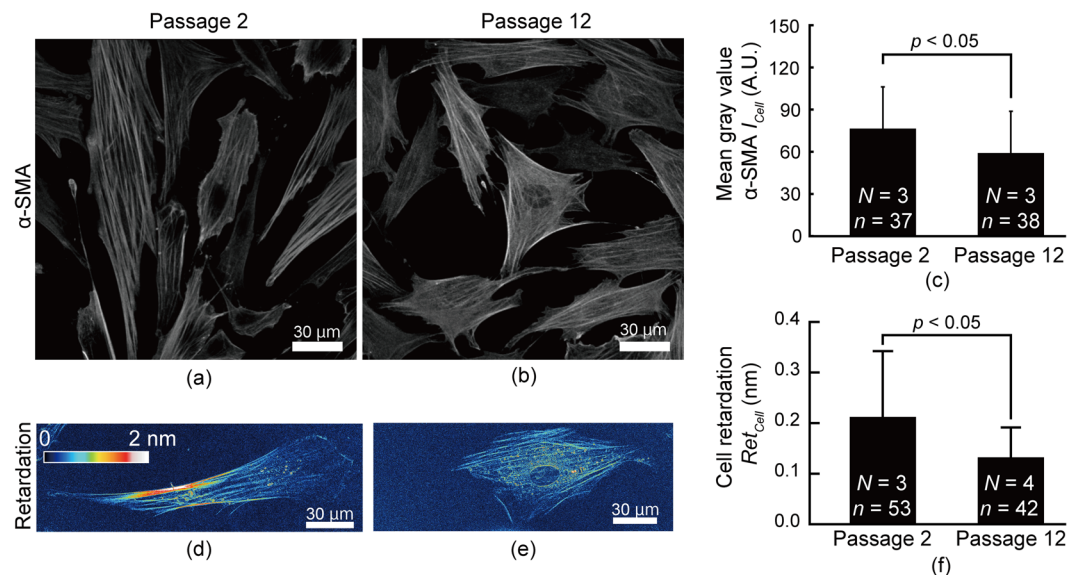 Passage 2
Passage 12
α-SMA
30 µm
30 µm
(a)
(b)
Mean gray value
α-SMA I_Cell (A.U.)
150
120
90
60
30
0
p < 0.05
N = 3
n = 37
N = 3
n = 38
Passage 2
Passage 12
(c)
Retardation
0
2 nm
30 µm
30 µm
(d)
(e)
Cell retardation
Ret_Cell (nm)
0.4
0.3
0.2
0.1
0.0
p < 0.05
N = 3
n = 53
N = 4
n = 42
Passage 2
Passage 12
(f)